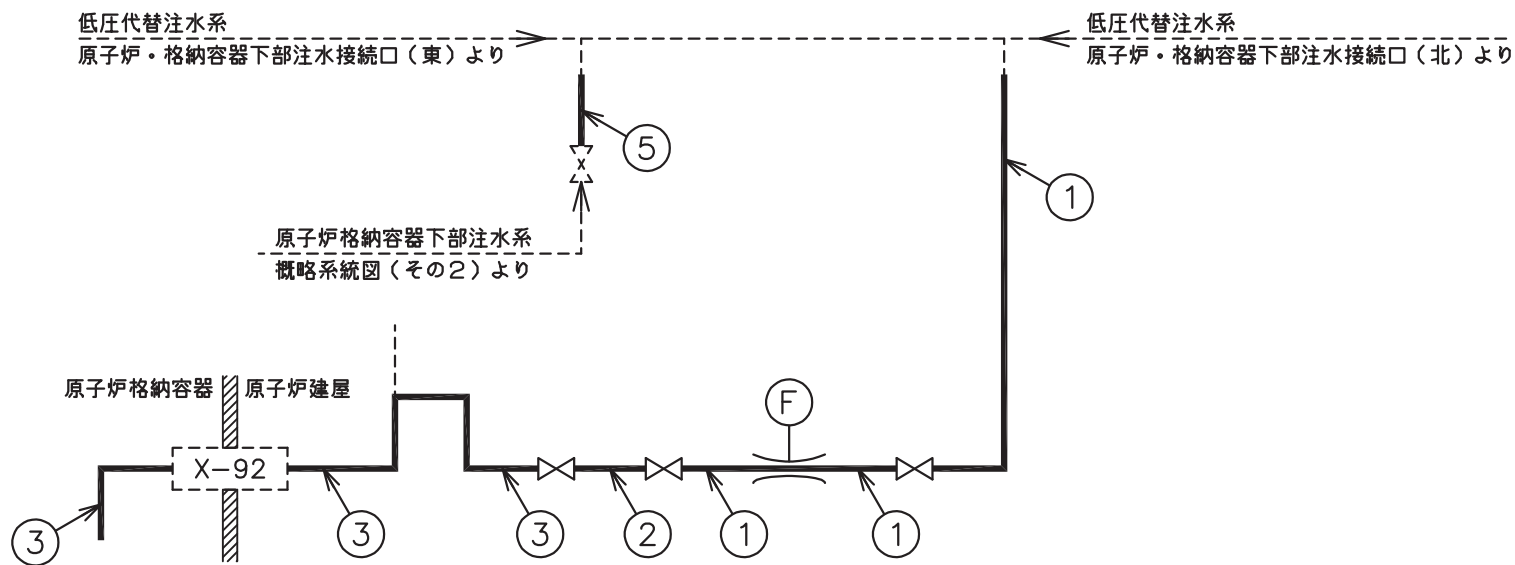 低圧代替注水系
原子炉・格納容器下部注水接続口（東）より
低圧代替注水系
原子炉・格納容器下部注水接続口（北）より
5
1
原子炉格納容器下部注水系
概略系統図（その２）より
原子炉格納容器
原子炉建屋
F
X-92
3
3
3
2
1
1